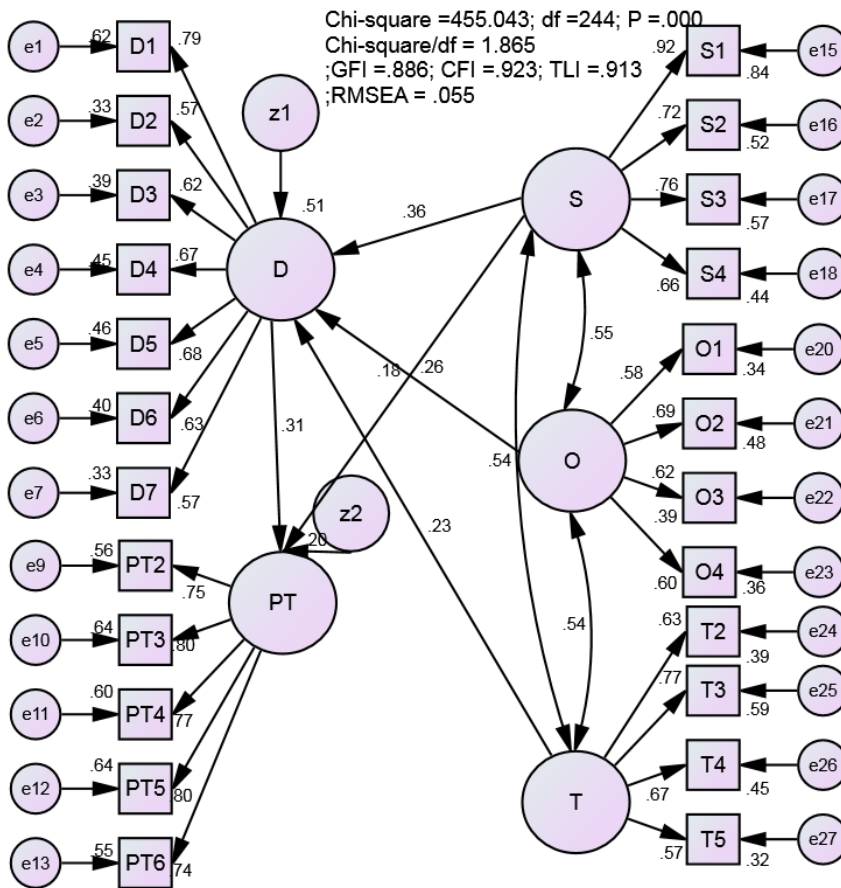 Chi-square =455.043; df =244; P =.000
Chi-square/df = 1.865
;GFI =.886; CFI =.923; TLI =.913
;RMSEA = .055
e1 .62 D1 .79
e2 .33 D2 .57
e3 .39 D3 .62
e4 .45 D4 .67
e5 .46 D5 .68
e6 .40 D6 .63
e7 .33 D7 .57
e9 .56 PT2 .75
e10 .64 PT3 .80
e11 .60 PT4 .77
e12 .64 PT5 .80
e13 .55 PT6 .74
z1
.51
D
.36
.31
.18
.26
.23
z2
.20
PT
S
.55
.54
O
.54
T
.92 S1 .84 e15
.72 S2 .52 e16
.76 S3 .57 e17
.66 S4 .44 e18
.58 O1 .34 e20
.69 O2 .48 e21
.62 O3 .39 e22
.60 O4 .36 e23
.63 T2 .39 e24
.77 T3 .59 e25
.67 T4 .45 e26
.57 T5 .32 e27